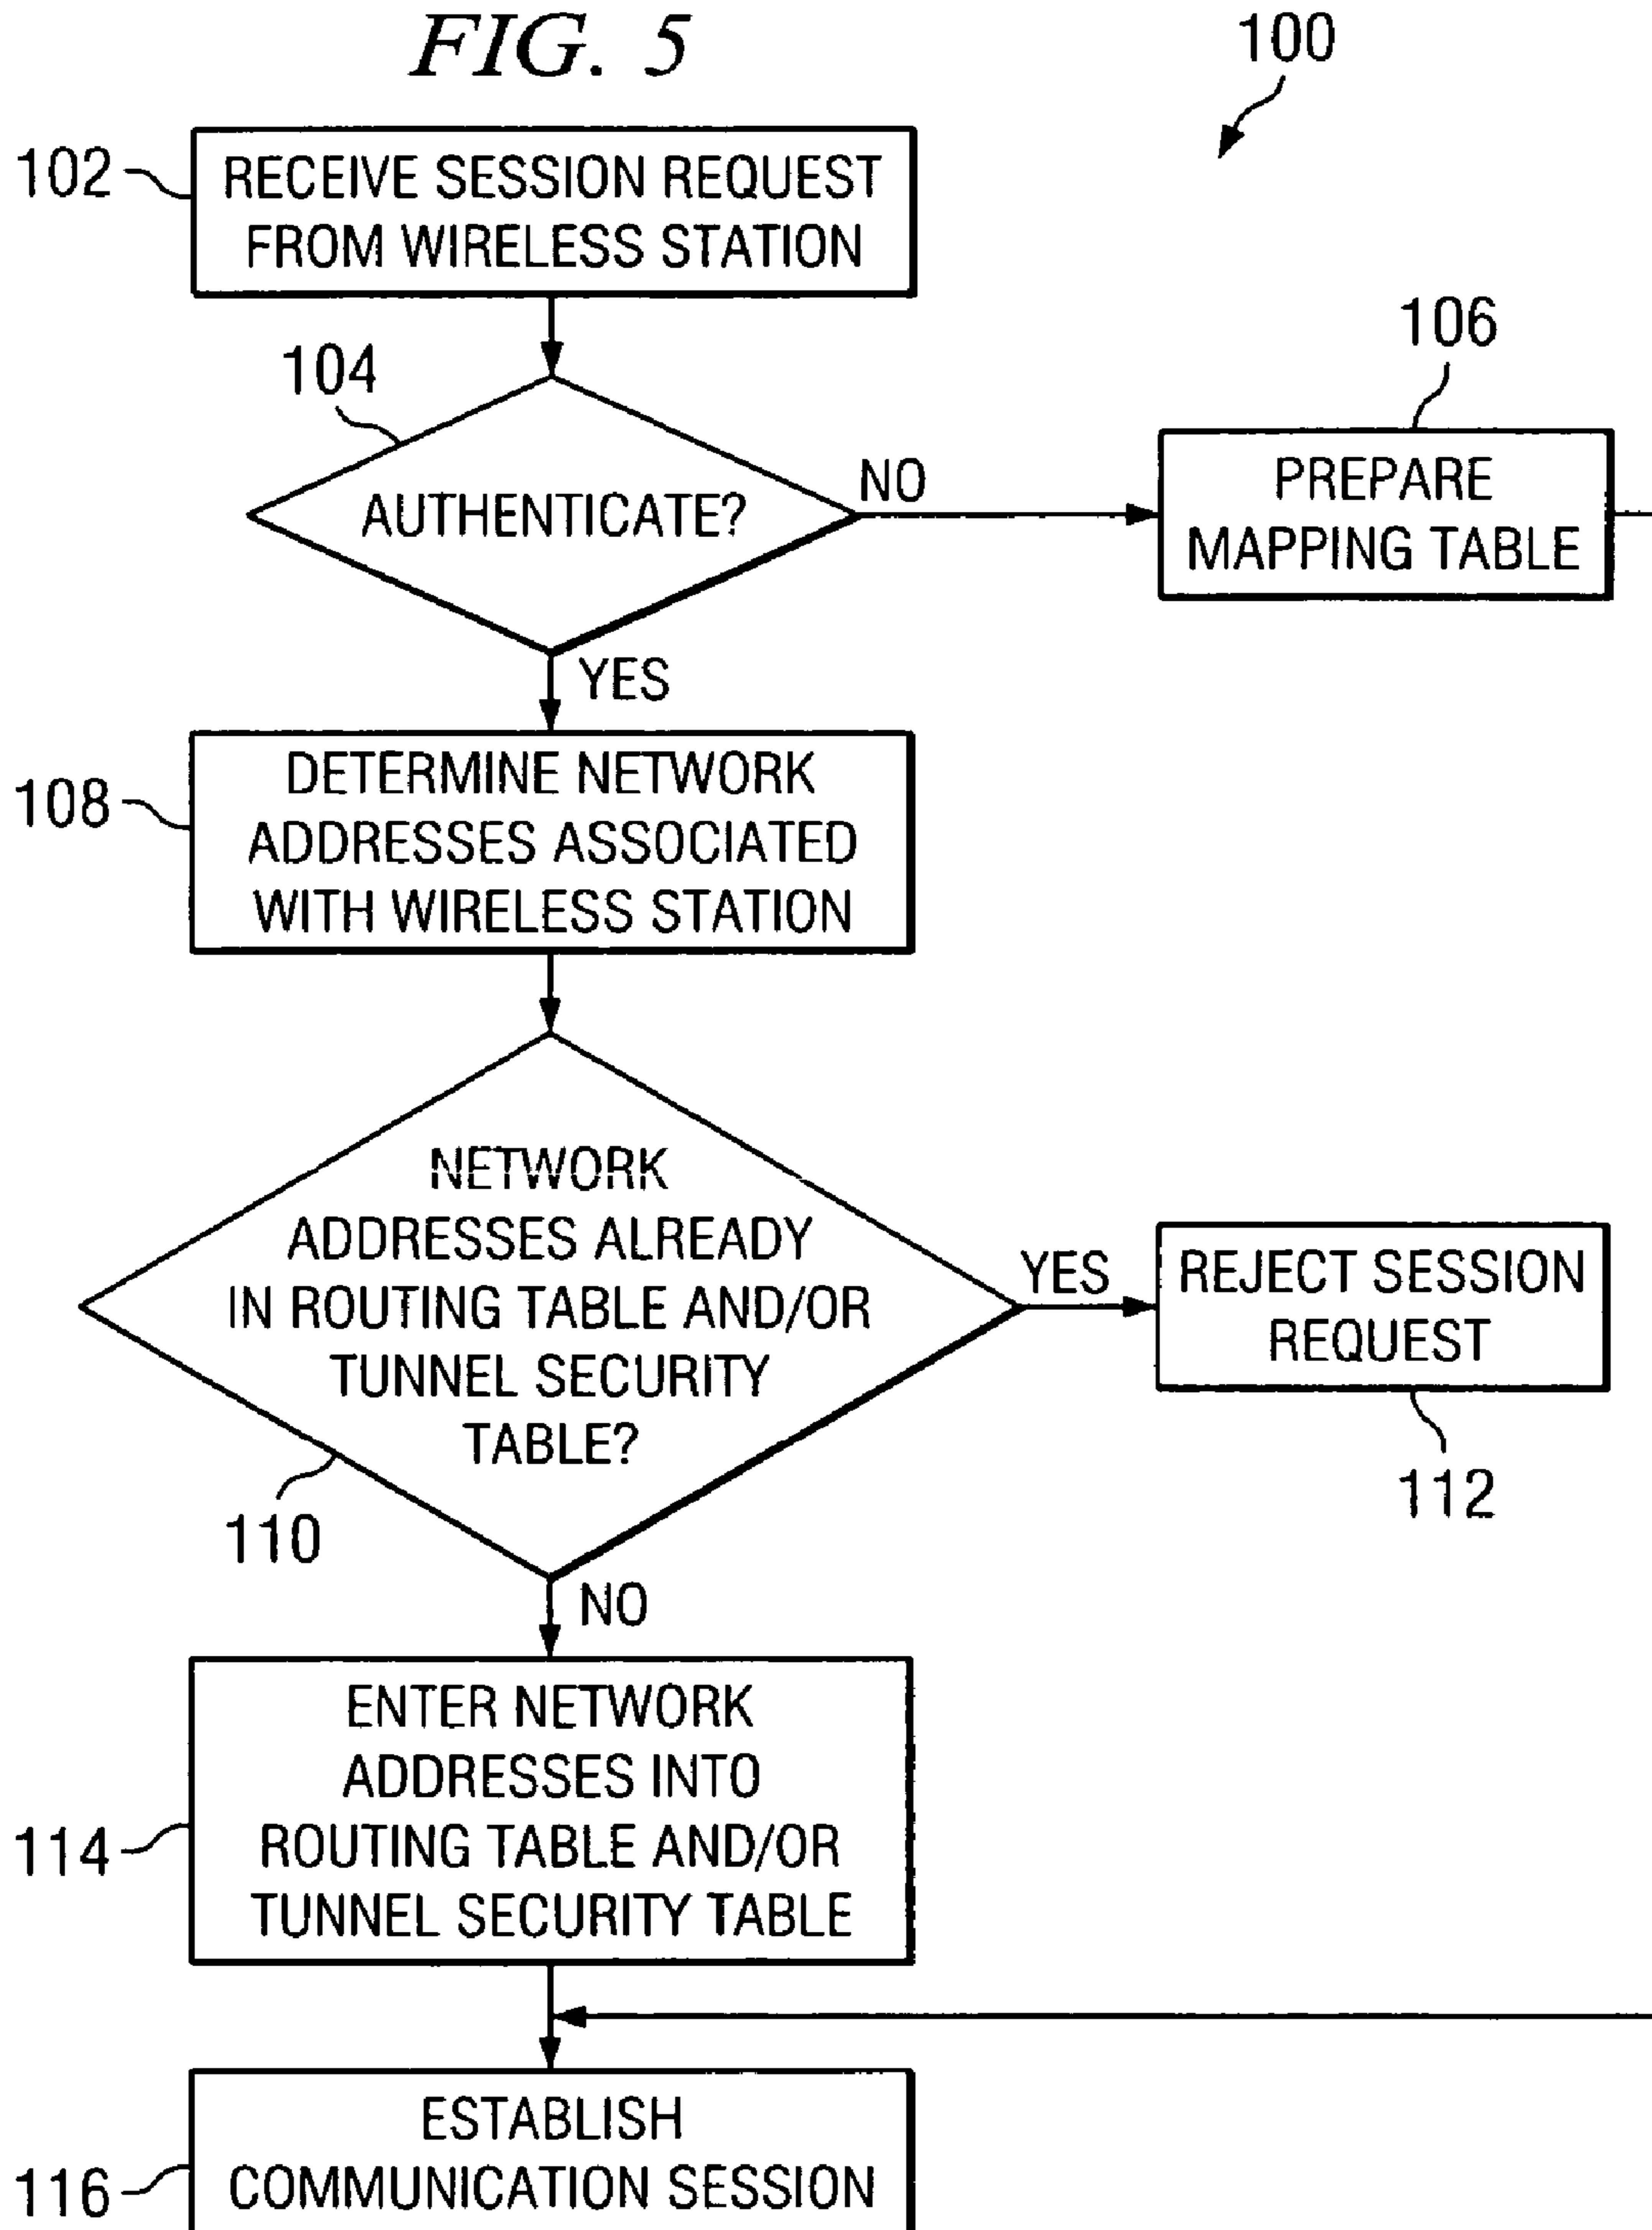 FIG. 5
100
102
RECEIVE SESSION REQUEST
FROM WIRELESS STATION
104
AUTHENTICATE?
NO
106
PREPARE
MAPPING TABLE
YES
108
DETERMINE NETWORK
ADDRESSES ASSOCIATED
WITH WIRELESS STATION
NETWORK
ADDRESSES ALREADY
IN ROUTING TABLE AND/OR
TUNNEL SECURITY
TABLE?
110
YES
REJECT SESSION
REQUEST
112
NO
114
ENTER NETWORK
ADDRESSES INTO
ROUTING TABLE AND/OR
TUNNEL SECURITY TABLE
116
ESTABLISH
COMMUNICATION SESSION